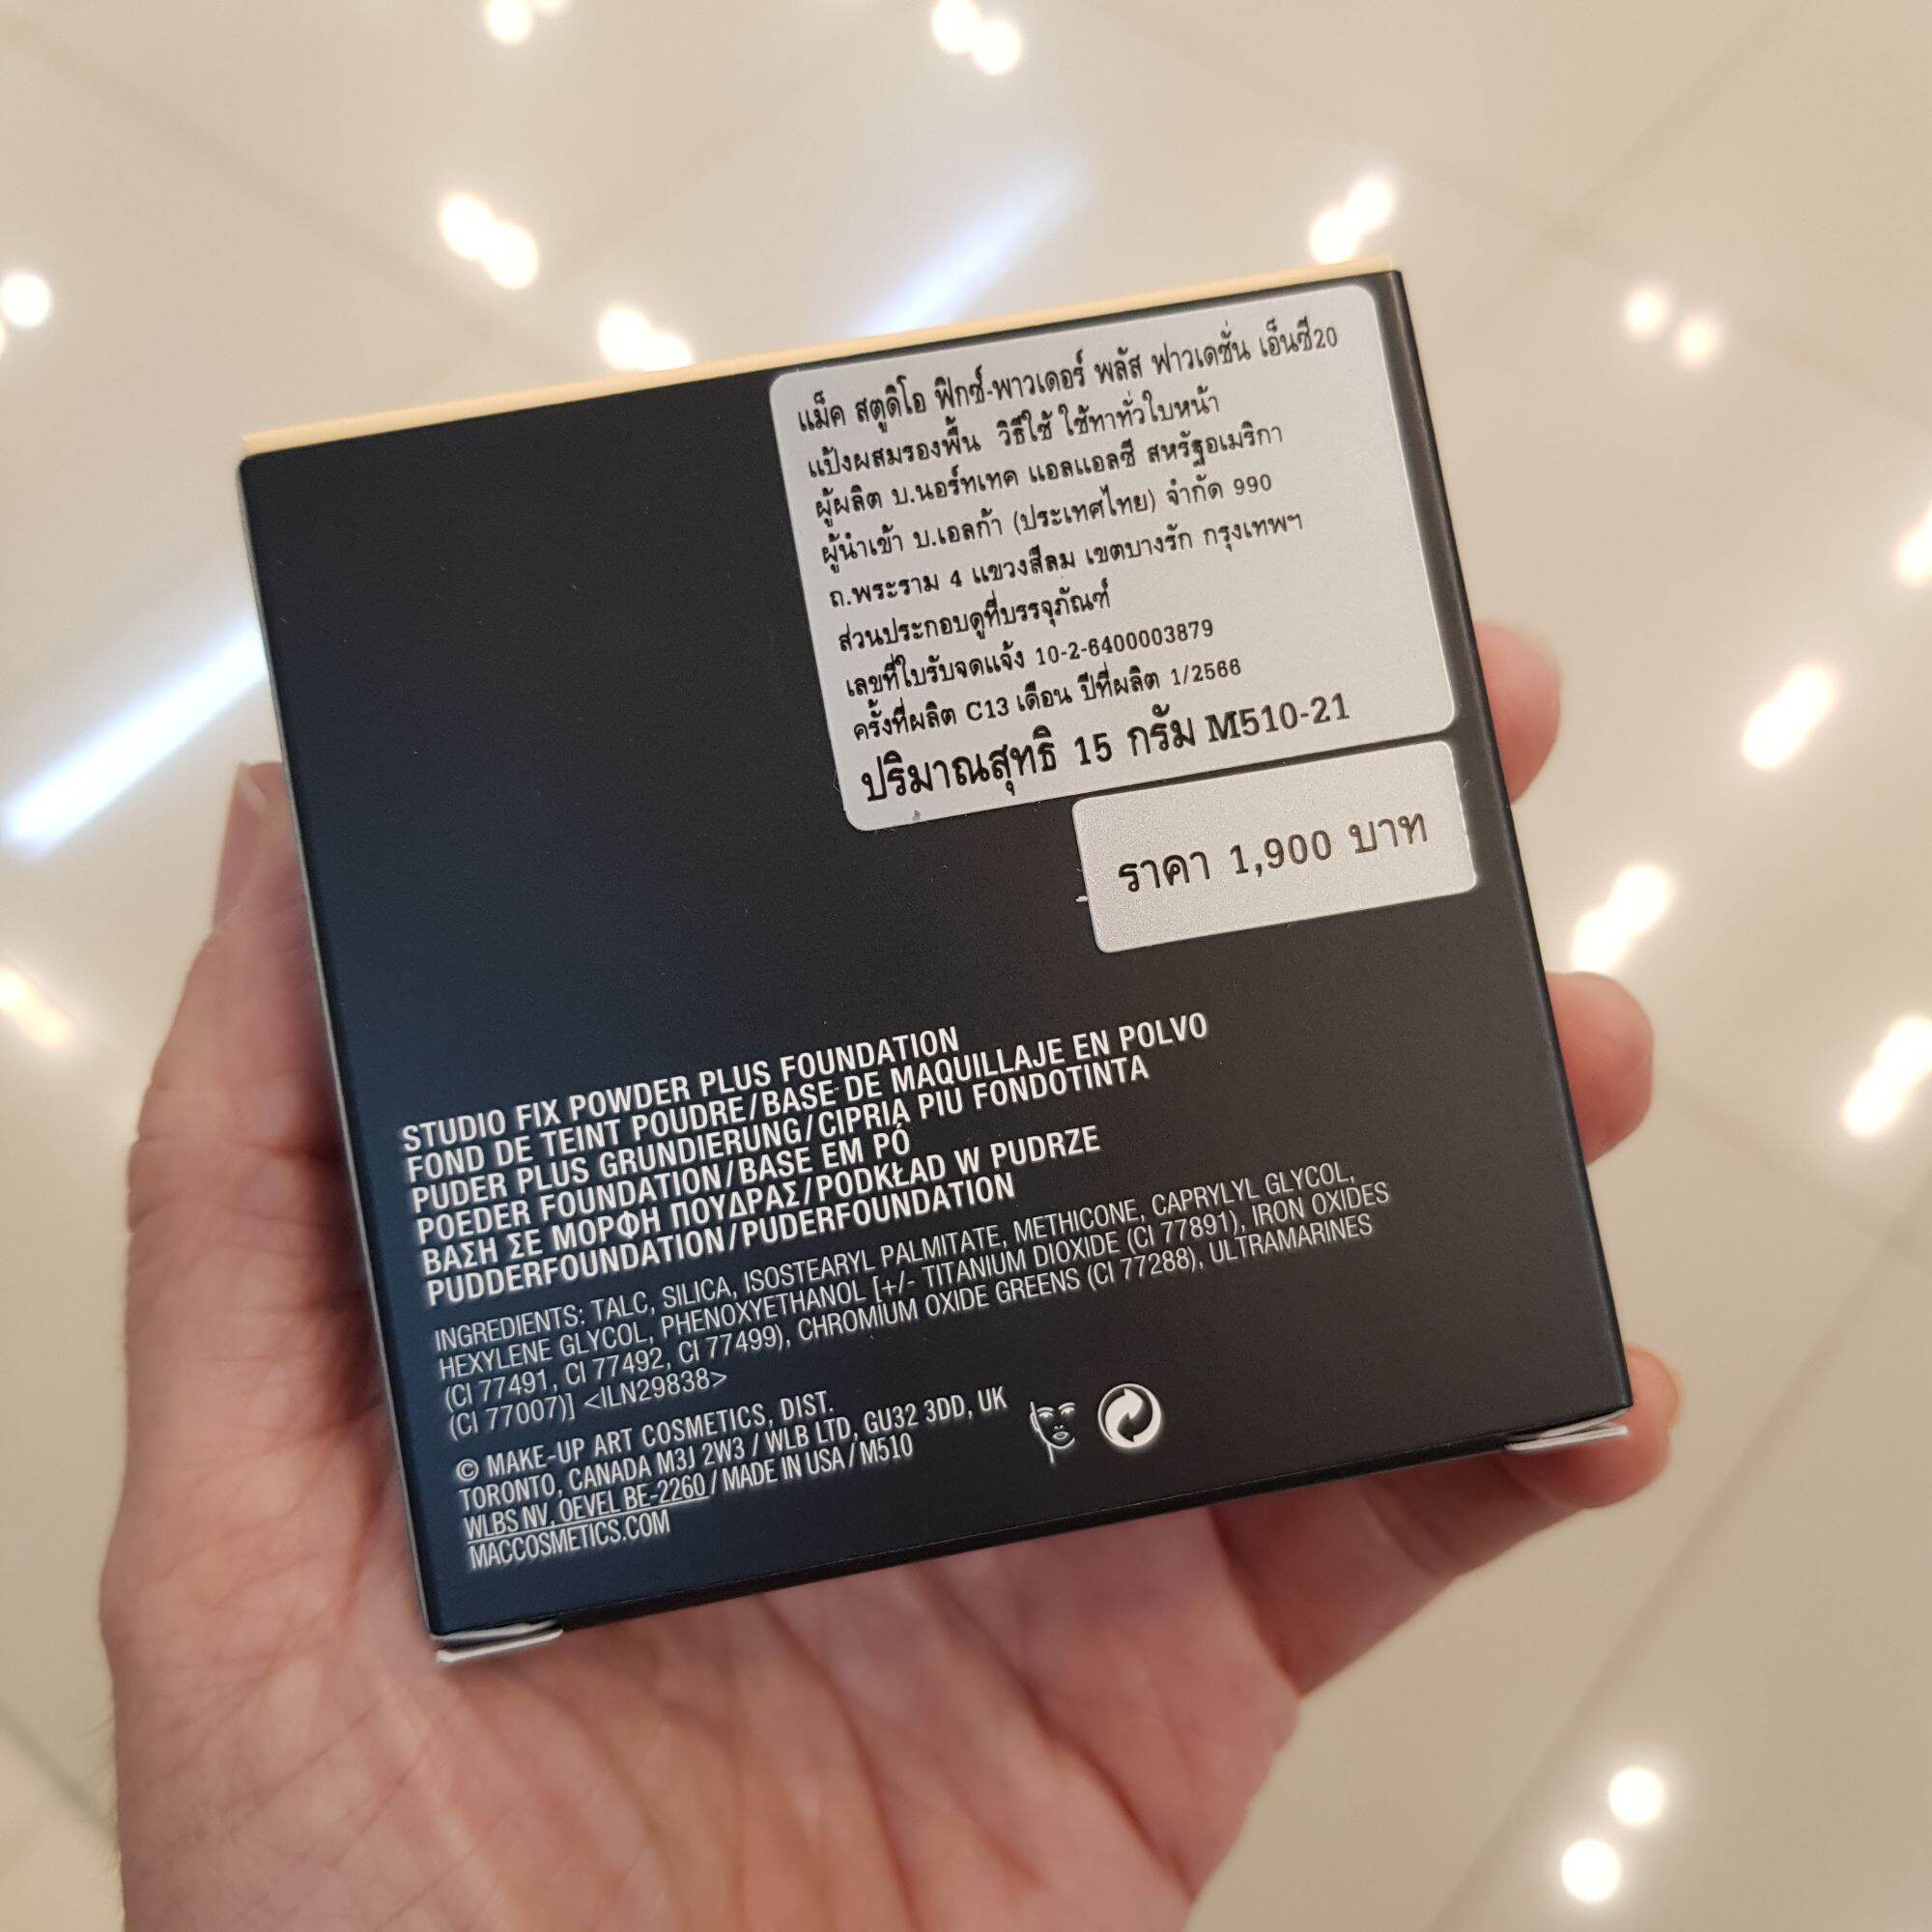 แม็ค สตูดิโอ ฟิกซ์-พาวเดอร์ พลัส ฟาวเดชั่น เอ็นซี20
แป้งผสมรองพื้น วิธีใช้ ใช้ทาทั่วใบหน้า
ผู้ผลิต บ.นอร์ทเทค แอลแอลซี สหรัฐอเมริกา
ผู้นำเข้า บ.เอลก้า (ประเทศไทย) จำกัด 990
ถ.พระราม 4 แขวงสีลม เขตบางรัก กรุงเทพฯ
ส่วนประกอบดูที่บรรจุภัณฑ์
เลขที่ใบรับจดแจ้ง 10-2-6400003879
ครั้งที่ผลิต C13 เดือน ปีที่ผลิต 1/2566
ปริมาณสุทธิ 15 กรัม M510-21
ราคา 1,900 บาท
STUDIO FIX POWDER PLUS FOUNDATION
FOND DE TEINT POUDRE/BASE DE MAQUILLAJE EN POLVO
PUDER PLUS GRUNDIERUNG/CIPRIA PIU FONDOTINTA
POEDER FOUNDATION/BASE EM PÓ
ΒΑΣΗ ΣΕ ΜΟΡΦΗ ΠΟΥΔΡΑΣ/PODKŁAD W PUDRZE
PUDDERFOUNDATION/PUDERFOUNDATION
INGREDIENTS: TALC, SILICA, ISOSTEARYL PALMITATE, METHICONE, CAPRYLYL GLYCOL,
HEXYLENE GLYCOL, PHENOXYETHANOL [+/- TITANIUM DIOXIDE (CI 77891), IRON OXIDES
(CI 77491, CI 77492, CI 77499), CHROMIUM OXIDE GREENS (CI 77288), ULTRAMARINES
(CI 77007)] <ILN29838>
© MAKE-UP ART COSMETICS, DIST.
TORONTO, CANADA M3J 2W3 / WLB LTD, GU32 3DD, UK
WLBS NV, OEVEL BE-2260 / MADE IN USA / M510
MACCOSMETICS.COM